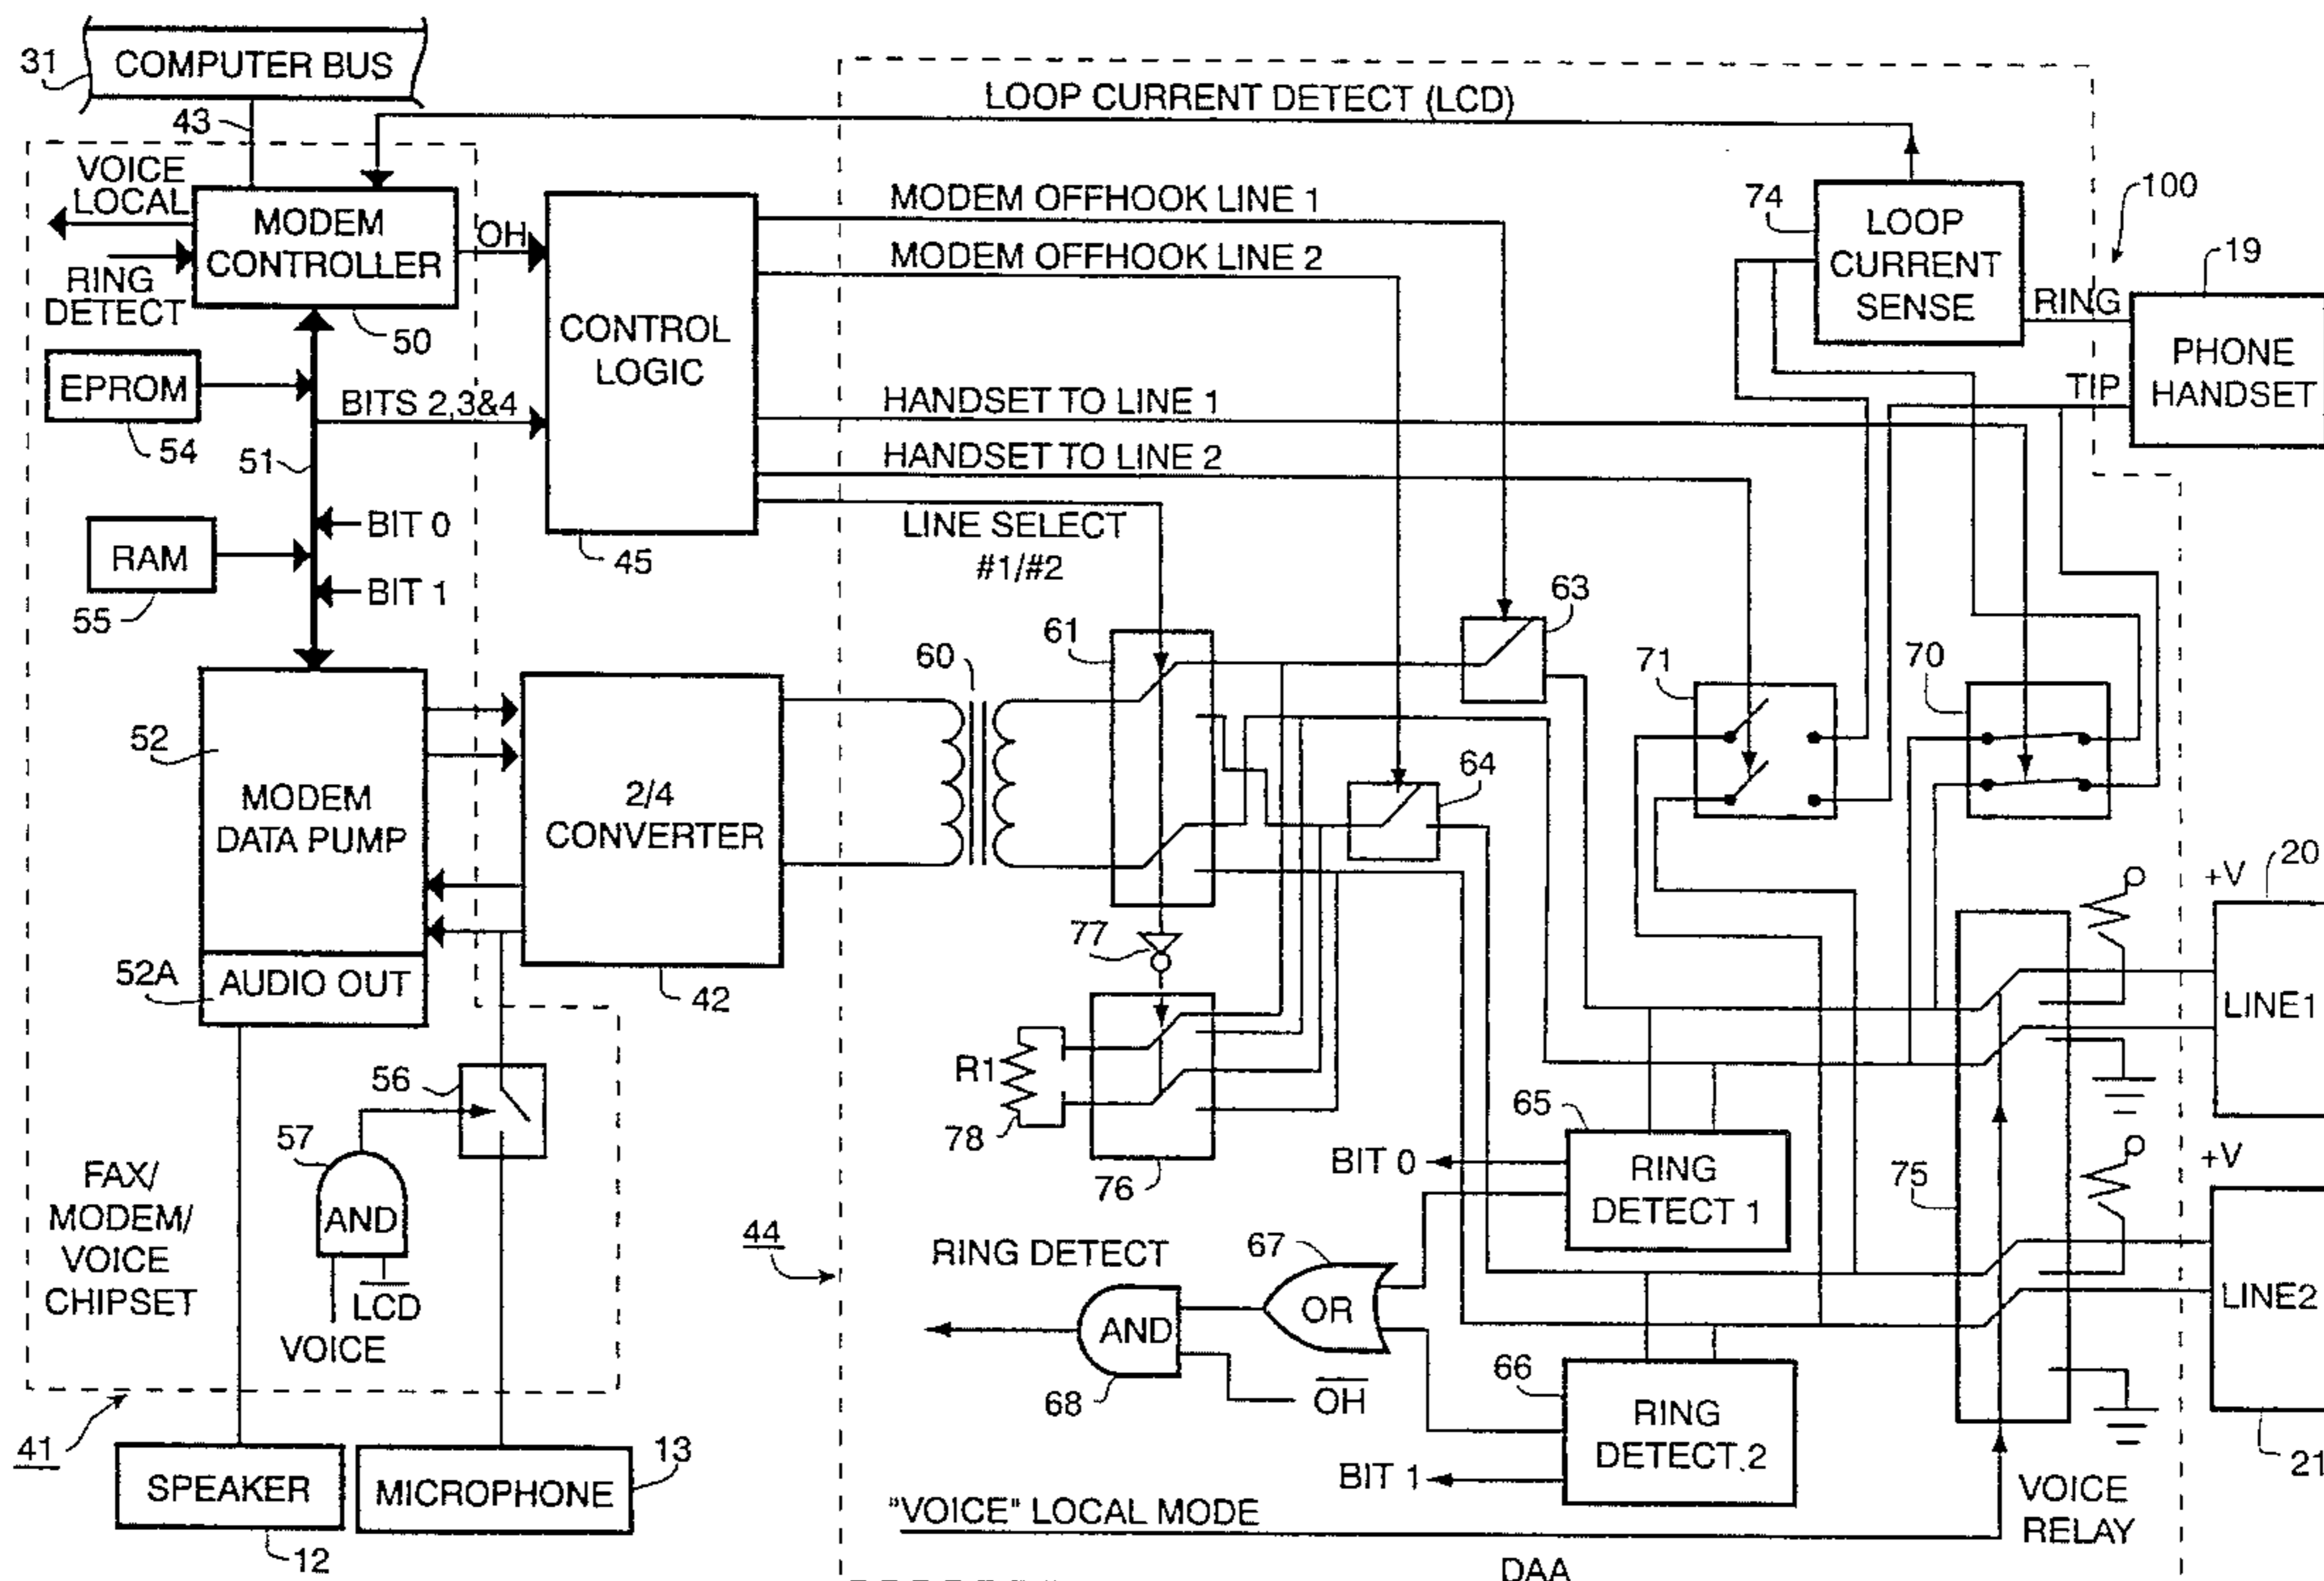 COMPUTER BUS
31
43
LOOP CURRENT DETECT (LCD)
VOICE
LOCAL
MODEM
CONTROLLER
RING
DETECT
OH
50
CONTROL
LOGIC
45
MODEM OFFHOOK LINE 1
MODEM OFFHOOK LINE 2
HANDSET TO LINE 1
HANDSET TO LINE 2
LINE SELECT
#1/#2
74
LOOP
CURRENT
SENSE
100
19
RING
TIP
PHONE
HANDSET
EPROM
54
BITS 2,3&4
51
BIT 0
RAM
55
BIT 1
52
MODEM
DATA PUMP
52A
AUDIO OUT
2/4
CONVERTER
42
60
61
63
64
71
70
77
R1
78
76
65
RING
DETECT 1
BIT 0
75
+V
20
LINE1
+V
LINE2
21
56
57
AND
LCD
VOICE
FAX/
MODEM/
VOICE
CHIPSET
44
RING DETECT
67
OR
AND
68
OH
66
RING
DETECT 2
BIT 1
41
SPEAKER
12
MICROPHONE
13
"VOICE" LOCAL MODE
VOICE
RELAY
DAA